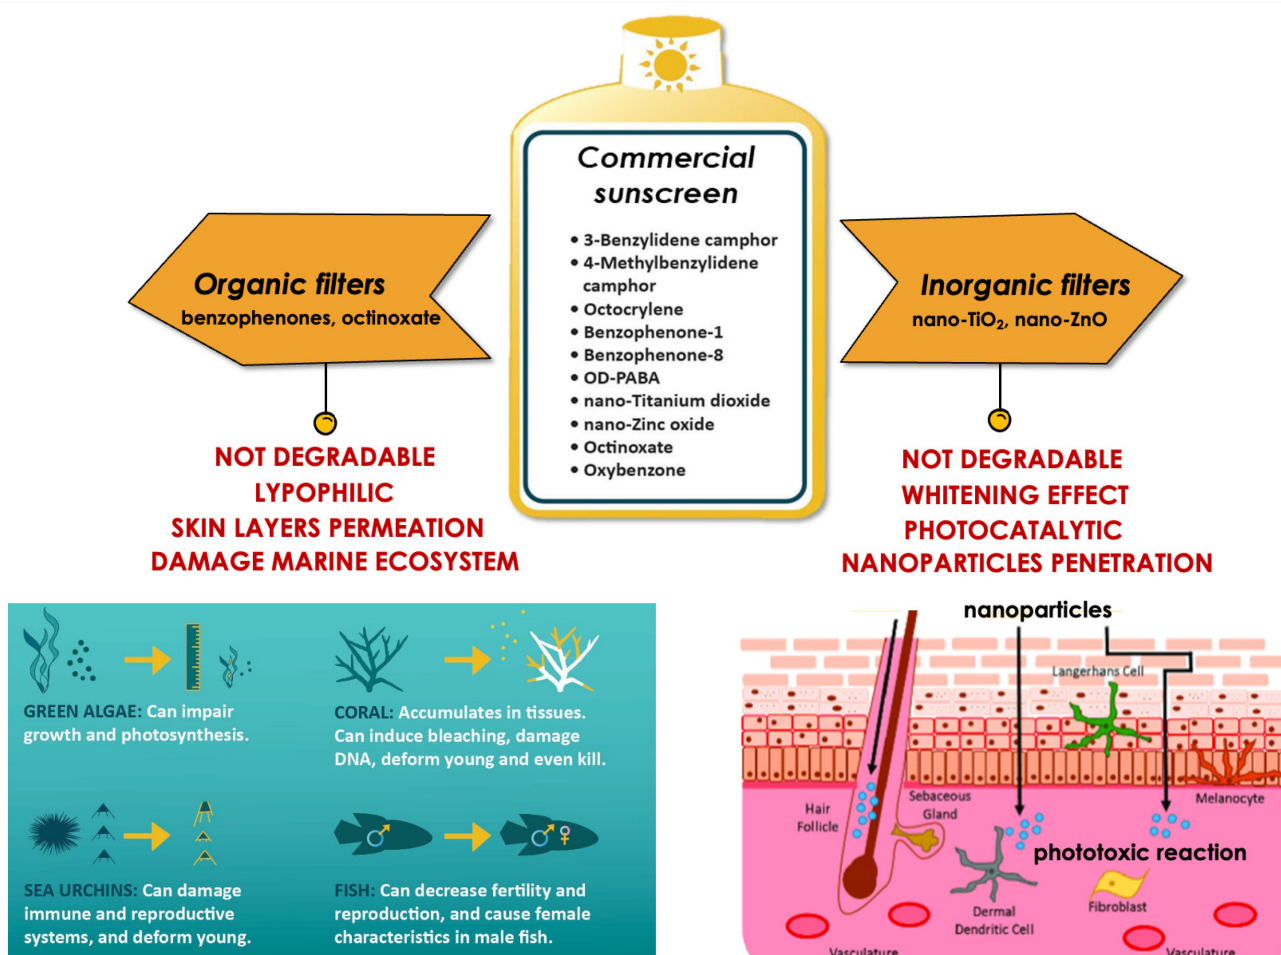 Commercial
sunscreen
• 3-Benzylidene camphor
• 4-Methylbenzylidene
camphor
• Octocrylene
• Benzophenone-1
• Benzophenone-8
• OD-PABA
• nano-Titanium dioxide
• nano-Zinc oxide
• Octinoxate
• Oxybenzone
Organic filters
benzophenones, octinoxate
NOT DEGRADABLE
LYPOPHILIC
SKIN LAYERS PERMEATION
DAMAGE MARINE ECOSYSTEM
Inorganic filters
nano-TiO₂, nano-ZnO
NOT DEGRADABLE
WHITENING EFFECT
PHOTOCATALYTIC
NANOPARTICLES PENETRATION
GREEN ALGAE: Can impair
growth and photosynthesis.
CORAL: Accumulates in tissues.
Can induce bleaching, damage
DNA, deform young and even kill.
SEA URCHINS: Can damage
immune and reproductive
systems, and deform young.
FISH: Can decrease fertility and
reproduction, and cause female
characteristics in male fish.
nanoparticles
Langerhans Cell
Melanocyte
Hair
Follicle
Sebaceous
Gland
phototoxic reaction
Dermal
Dendritic Cell
Fibroblast
Vasculature
Vasculature